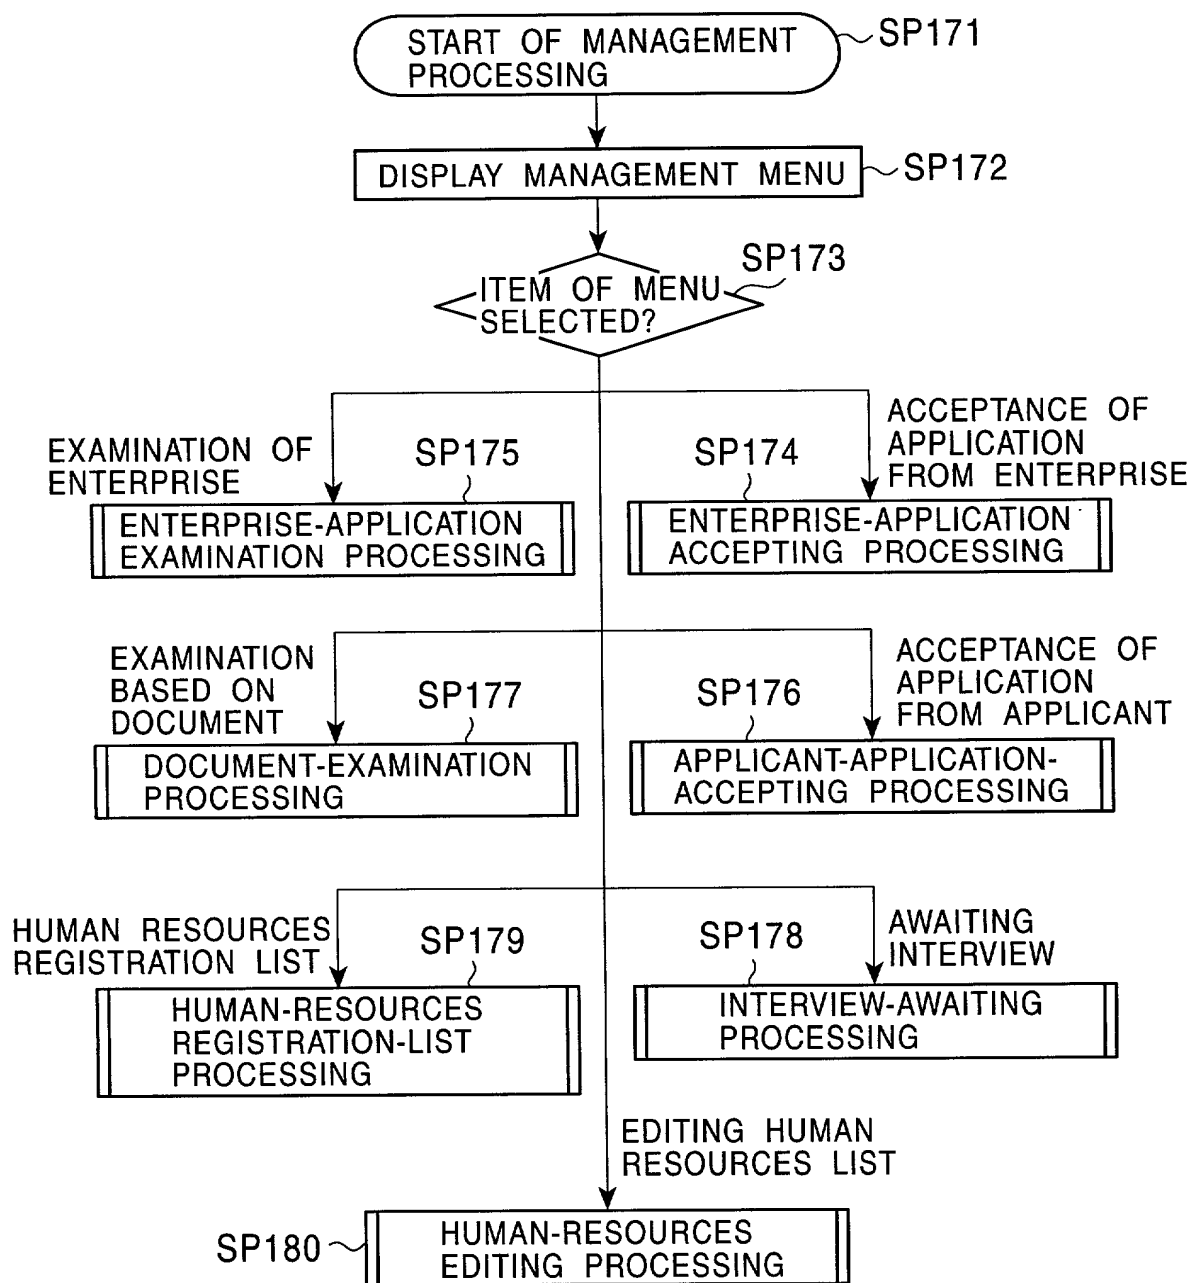 START OF MANAGEMENT
PROCESSING
SP171
DISPLAY MANAGEMENT MENU
SP172
SP173
ITEM OF MENU
SELECTED?
EXAMINATION OF
ENTERPRISE
SP175
ENTERPRISE-APPLICATION
EXAMINATION PROCESSING
SP174
ACCEPTANCE OF
APPLICATION
FROM ENTERPRISE
ENTERPRISE-APPLICATION
ACCEPTING PROCESSING
EXAMINATION
BASED ON
DOCUMENT
SP177
DOCUMENT-EXAMINATION
PROCESSING
SP176
ACCEPTANCE OF
APPLICATION
FROM APPLICANT
APPLICANT-APPLICATION-
ACCEPTING PROCESSING
HUMAN RESOURCES
REGISTRATION LIST
SP179
HUMAN-RESOURCES
REGISTRATION-LIST
PROCESSING
SP178
AWAITING
INTERVIEW
INTERVIEW-AWAITING
PROCESSING
EDITING HUMAN
RESOURCES LIST
SP180
HUMAN-RESOURCES
EDITING PROCESSING